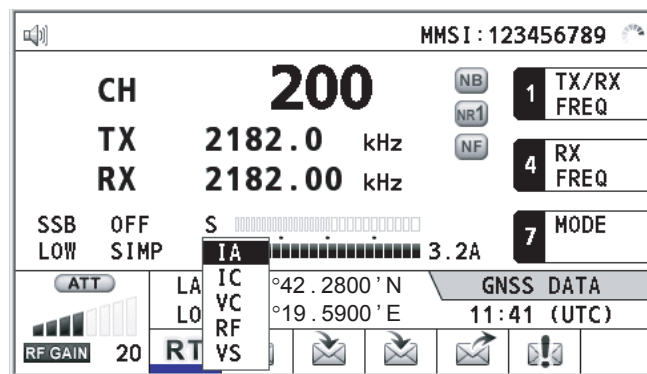 MMSI:123456789
CH 200
NB
1 TX/RX FREQ
NR1
TX 2182.0 kHz
NF
4 RX FREQ
RX 2182.00 kHz
SSB OFF S
7 MODE
LOW SIMP IA 3.2A
IC
VC
RF
VS
ATT
LA °42.2800'N
GNSS DATA
LO °19.5900'E
11:41 (UTC)
RF GAIN 20
RT